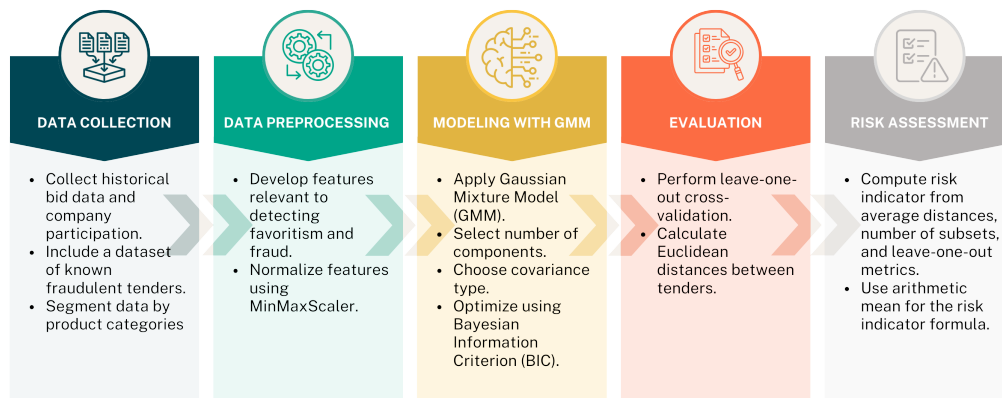 DATA COLLECTION
• Collect historical
bid data and
company
participation.
• Include a dataset
of known
fraudulent tenders.
• Segment data by
product categories
DATA PREPROCESSING
• Develop features
relevant to
detecting
favoritism and
fraud.
• Normalize features
using
MinMaxScaler.
MODELING WITH GMM
• Apply Gaussian
Mixture Model
(GMM).
• Select number of
components.
• Choose covariance
type.
• Optimize using
Bayesian
Information
Criterion (BIC).
EVALUATION
• Perform leave-one-
out cross-
validation.
• Calculate
Euclidean
distances between
tenders.
RISK ASSESSMENT
• Compute risk
indicator from
average distances,
number of subsets,
and leave-one-out
metrics.
• Use arithmetic
mean for the risk
indicator formula.